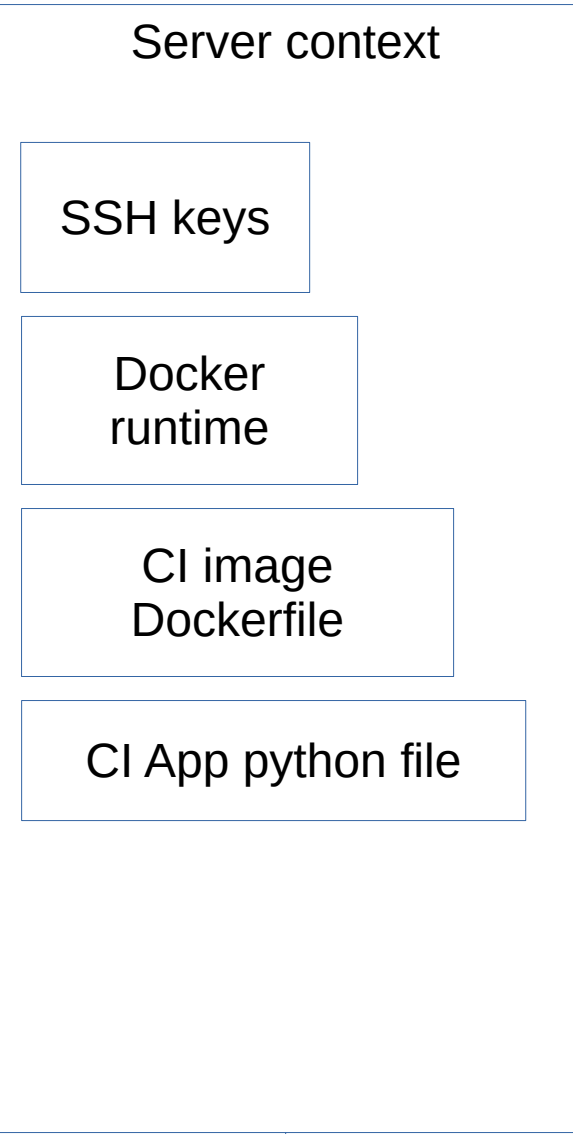 Server context
SSH keys
Docker
runtime
CI image
Dockerfile
CI App python file